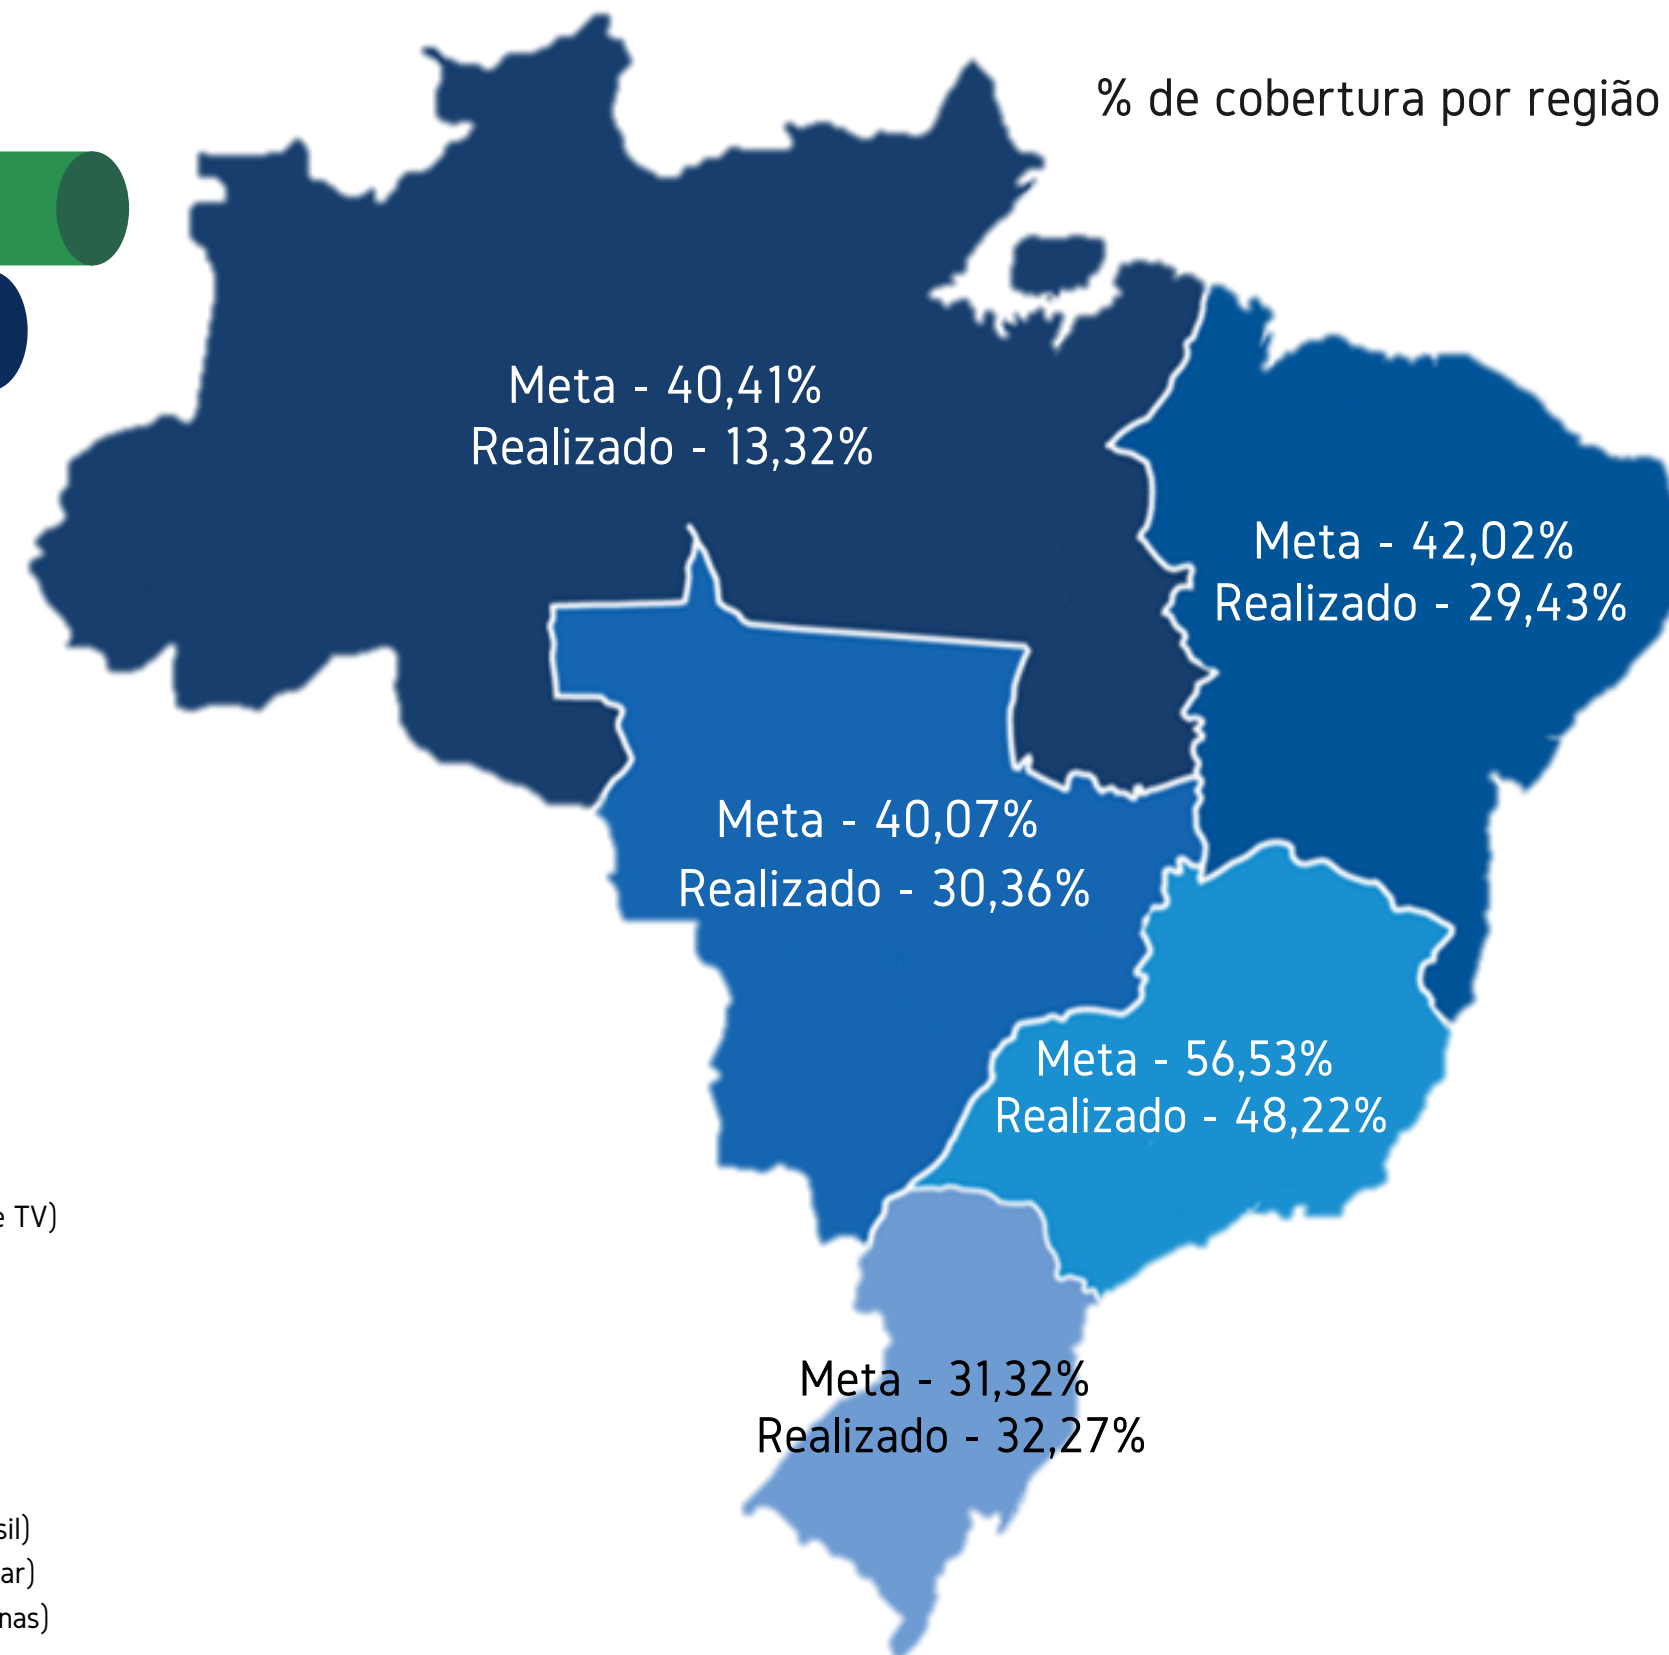 % de cobertura por região
Meta - 40,41%
Realizado - 13,32%
Meta - 42,02%
Realizado - 29,43%
Meta - 40,07%
Realizado - 30,36%
Meta - 56,53%
Realizado - 48,22%
e TV)
Meta - 31,32%
Realizado - 32,27%
sil)
ar)
nas)